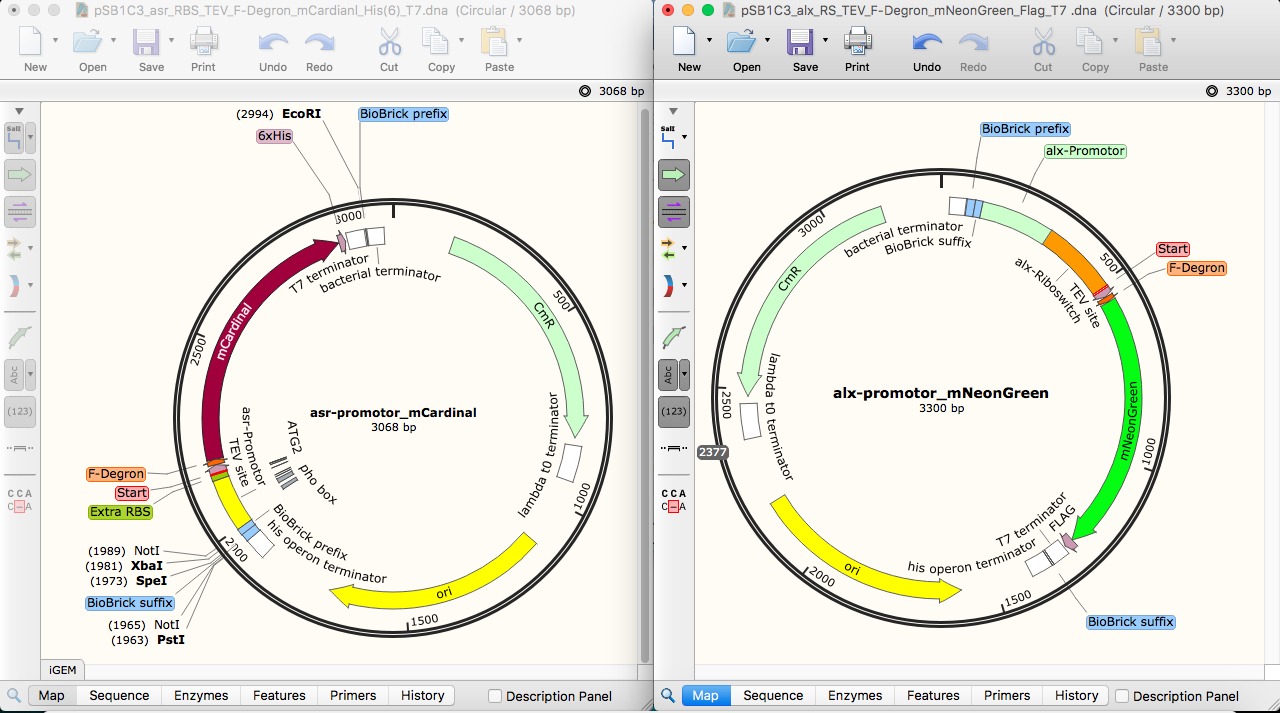 pSB1C3_asr_RBS_TEV_F-Degron_mCardianl_His(6)_T7.dna (Circular / 3068 bp)
New Open Save Print Undo Redo Cut Copy Paste
3068 bp
SalI
Abc
(123)
C C A
C – A
(2994) EcoRI
BioBrick prefix
6xHis
3000
T7 terminator
bacterial terminator
mCardinal
CmR
500
2500
asr-promotor_mCardinal
3068 bp
asr-Promotor
TEV site
ATG2
pho box
lambda t0 terminator
1000
F-Degron
Start
Extra RBS
BioBrick prefix
his operon terminator
2000
(1989) NotI
(1981) XbaI
(1973) SpeI
BioBrick suffix
(1965) NotI
(1963) PstI
ori
1500
iGEM
Map Sequence Enzymes Features Primers History Description Panel
pSB1C3_alx_RS_TEV_F-Degron_mNeonGreen_Flag_T7 .dna (Circular / 3300 bp)
New Open Save Print Undo Redo Cut Copy Paste
3300 bp
SalI
Abc
(123)
C C A
C – A
BioBrick prefix
alx-Promotor
3000
bacterial terminator
BioBrick suffix
CmR
500
Start
F-Degron
alx-Riboswitch
TEV site
alx-promotor_mNeonGreen
3300 bp
2500
lambda t0 terminator
mNeonGreen
2377
1000
T7 terminator
FLAG
his operon terminator
ori
2000
1500
BioBrick suffix
Map Sequence Enzymes Features Primers History Description Panel